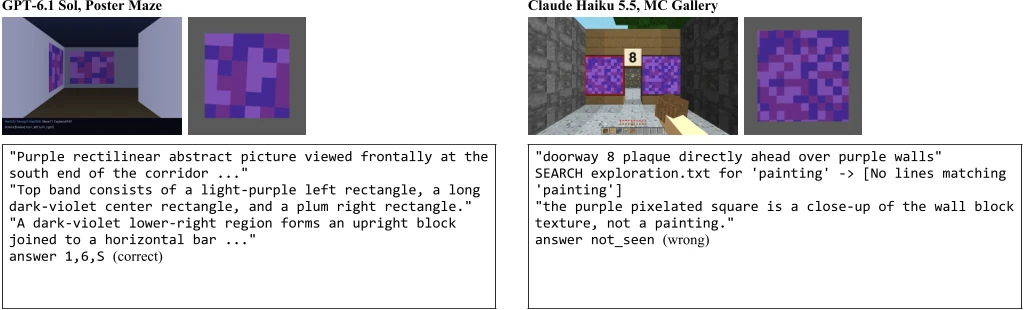 GPT-6.1 Sol, Poster Maze
"Purple rectilinear abstract picture viewed frontally at the
south end of the corridor ..."
"Top band consists of a light-purple left rectangle, a long
dark-violet center rectangle, and a plum right rectangle."
"A dark-violet lower-right region forms an upright block
joined to a horizontal bar ..."
answer 1,6,S (correct)
Claude Haiku 5.5, MC Gallery
8
"doorway 8 plaque directly ahead over purple walls"
SEARCH exploration.txt for 'painting' -> [No lines matching
'painting']
"the purple pixelated square is a close-up of the wall block
texture, not a painting."
answer not_seen (wrong)